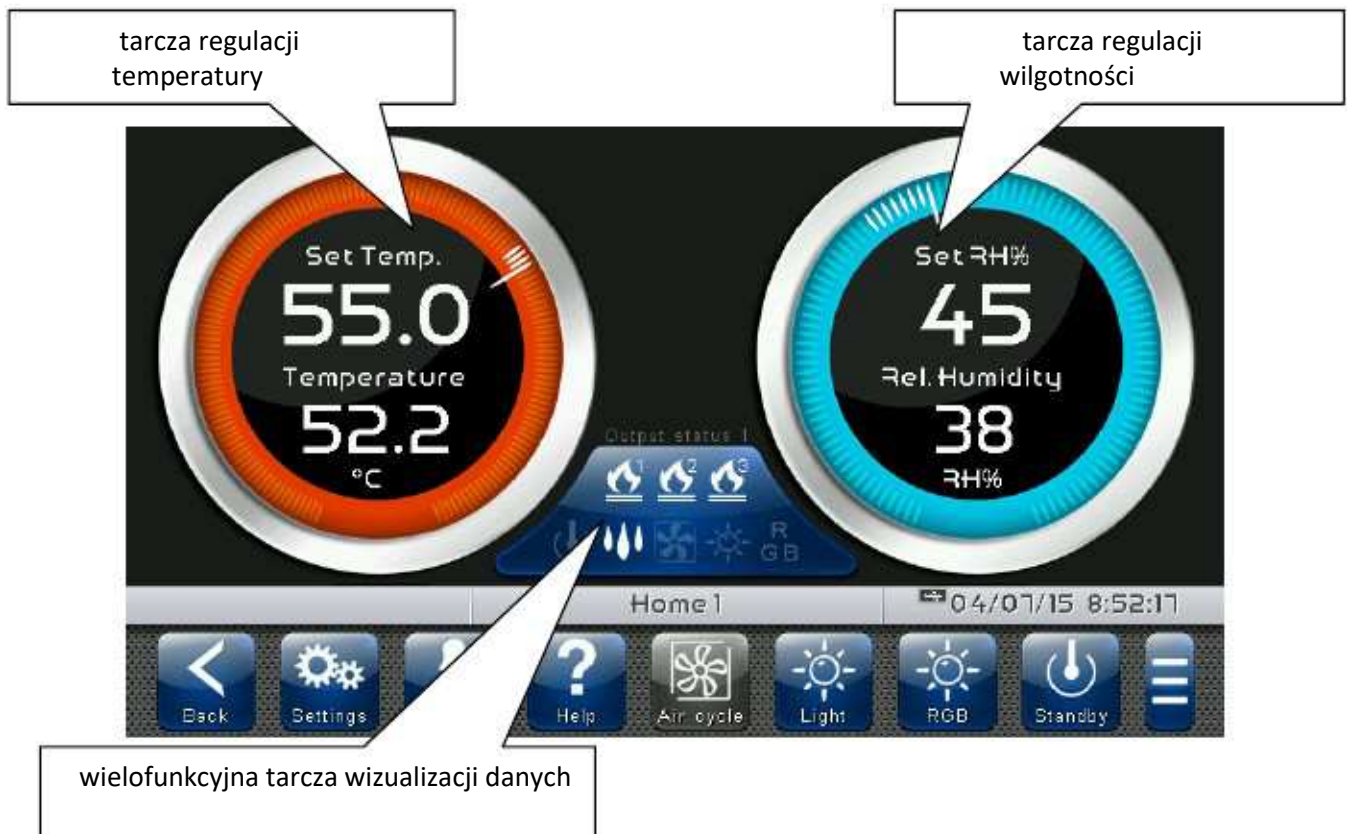 tarcza regulacji
temperatury
tarcza regulacji
wilgotności
Set Temp.
55.0
Temperature
52.2
°C
Set RH%
45
Rel. Humidity
38
RH%
Output status 1
1 2 3
R
GB
Home 1
04/07/15 8:52:17
Back
Settings
Help
Air cycle
Light
RGB
Standby
wielofunkcyjna tarcza wizualizacji danych